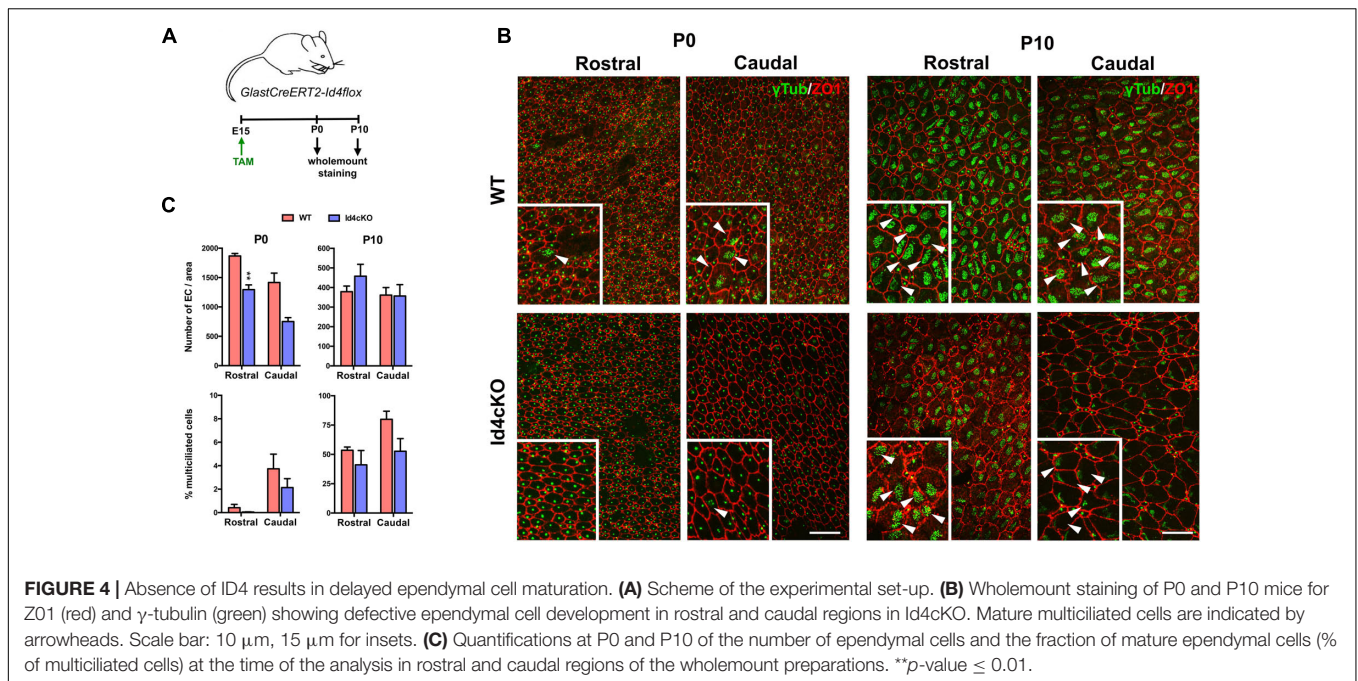 A
GlastCreERT2-Id4flox
E15 P0 P10
TAM
wholemount
staining
B
P0 P10
Rostral Caudal Rostral Caudal
γTub/ZO1 γTub/ZO1
WT
Id4cKO
C
WT Id4cKO
P0 P10
Number of EC / area
2000
1500
1000
500
0
**
Rostral Caudal
600
500
400
300
200
100
0
Rostral Caudal
% multiciliated cells
10
8
6
4
2
0
Rostral Caudal
100
75
50
25
0
Rostral Caudal
FIGURE 4 | Absence of ID4 results in delayed ependymal cell maturation. (A) Scheme of the experimental set-up. (B) Wholemount staining of P0 and P10 mice for
ZO1 (red) and γ-tubulin (green) showing defective ependymal cell development in rostral and caudal regions in Id4cKO. Mature multiciliated cells are indicated by
arrowheads. Scale bar: 10 μm, 15 μm for insets. (C) Quantifications at P0 and P10 of the number of ependymal cells and the fraction of mature ependymal cells (%
of multiciliated cells) at the time of the analysis in rostral and caudal regions of the wholemount preparations. **p-value ≤ 0.01.